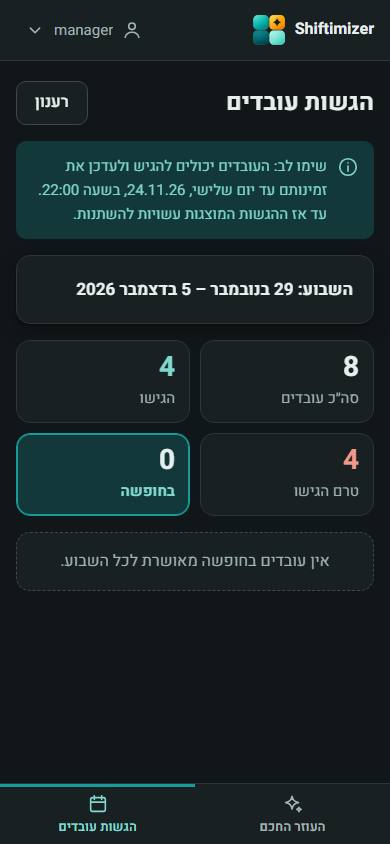 Shiftimizer
manager
הגשות עובדים
רענון
שימו לב: העובדים יכולים להגיש ולעדכן את
זמינותם עד יום שלישי, 24.11.26, בשעה 22:00.
עד אז ההגשות המוצגות עשויות להשתנות.
השבוע: 29 בנובמבר – 5 בדצמבר 2026
8
סה״כ עובדים
4
הגישו
4
טרם הגישו
0
בחופשה
אין עובדים בחופשה מאושרת לכל השבוע.
העוזר החכם
הגשות עובדים